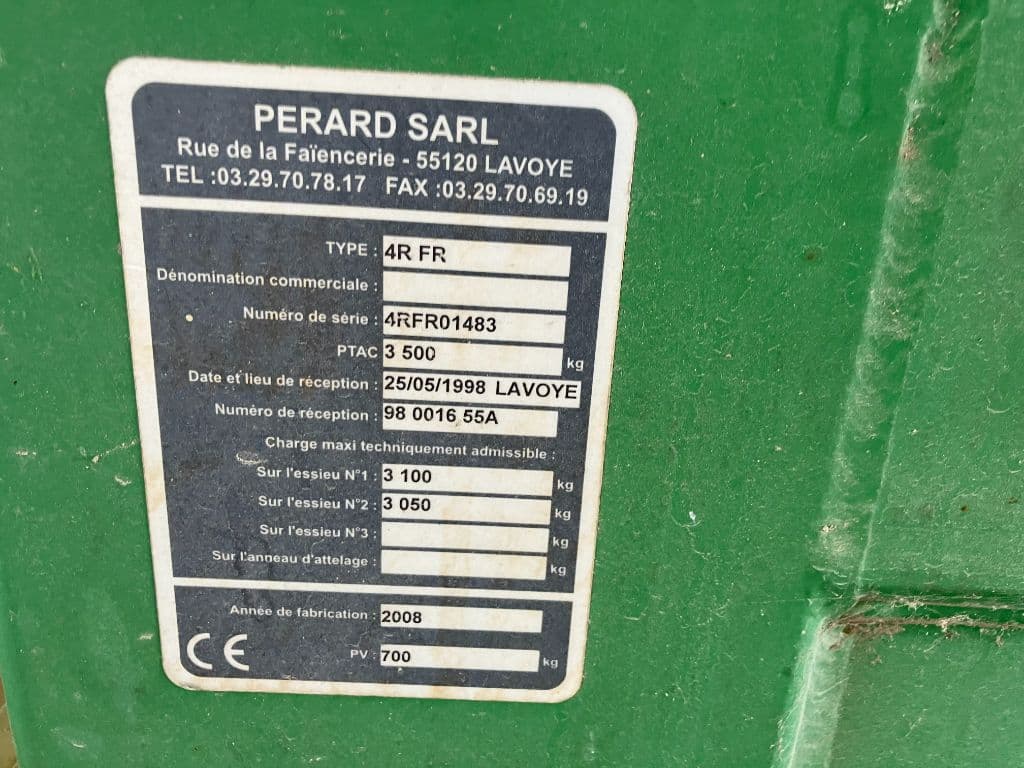 PERARD SARL
Rue de la Faïencerie - 55120 LAVOYE
TEL :03.29.70.78.17 FAX :03.29.70.69.19
TYPE : 4R FR
Dénomination commerciale :
Numéro de série : 4RFR01483
PTAC 3 500 kg
Date et lieu de réception : 25/05/1998 LAVOYE
Numéro de réception : 98 0016 55A
Charge maxi techniquement admissible :
Sur l'essieu N°1 : 3 100 kg
Sur l'essieu N°2 : 3 050 kg
Sur l'essieu N°3 : kg
Sur l'anneau d'attelage : kg
Année de fabrication : 2008
CE PV : 700 kg